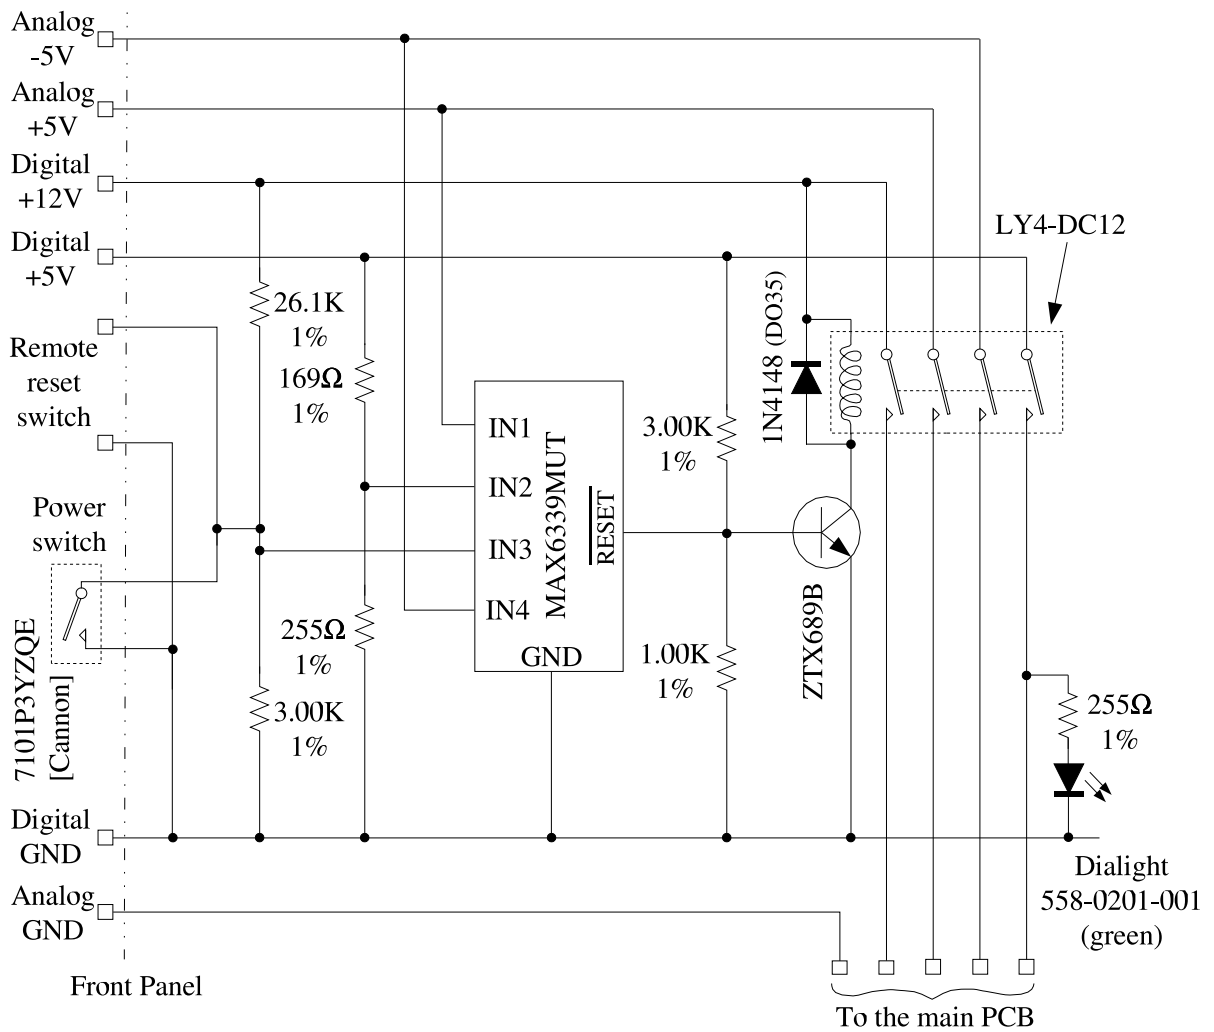 Analog
-5V
Analog
+5V
Digital
+12V
Digital
+5V
Remote
reset
switch
Power
switch
7101P3YZQE
[Cannon]
Digital
GND
Analog
GND
Front Panel
26.1K
1%
169Ω
1%
255Ω
1%
3.00K
1%
IN1
IN2
IN3
IN4
GND
MAX6339MUT
RESET
3.00K
1%
1.00K
1%
1N4148 (DO35)
ZTX689B
LY4-DC12
255Ω
1%
Dialight
558-0201-001
(green)
To the main PCB